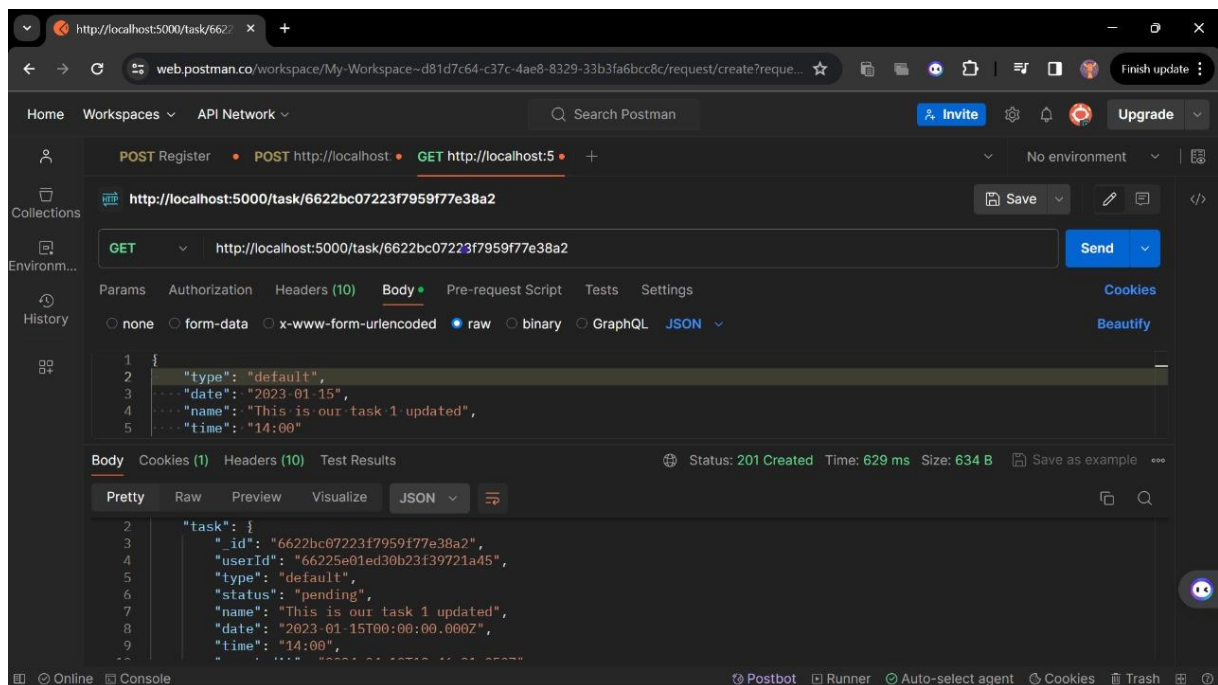 http://localhost:5000/task/6622
web.postman.co/workspace/My-Workspace~d81d7c64-c37c-4ae8-8329-33b3fa6bcc8c/request/create?reque...
Finish update
Home Workspaces API Network Search Postman Invite Upgrade
POST Register POST http://localhost: GET http://localhost:5 No environment
HTTP http://localhost:5000/task/6622bc07223f7959f77e38a2 Save
Collections
GET http://localhost:5000/task/6622bc07223f7959f77e38a2 Send
Environm...
Params Authorization Headers (10) Body Pre-request Script Tests Settings Cookies
History
none form-data x-www-form-urlencoded raw binary GraphQL JSON Beautify
1 {
2 "type": "default",
3 "date": "2023-01-15",
4 "name": "This is our task 1 updated",
5 "time": "14:00"
Body Cookies (1) Headers (10) Test Results Status: 201 Created Time: 629 ms Size: 634 B Save as example
Pretty Raw Preview Visualize JSON
2 "task": {
3 "_id": "6622bc07223f7959f77e38a2",
4 "userId": "66225e01ed30b23f39721a45",
5 "type": "default",
6 "status": "pending",
7 "name": "This is our task 1 updated",
8 "date": "2023-01-15T00:00:00.000Z",
9 "time": "14:00",
Online Console Postbot Runner Auto-select agent Cookies Trash